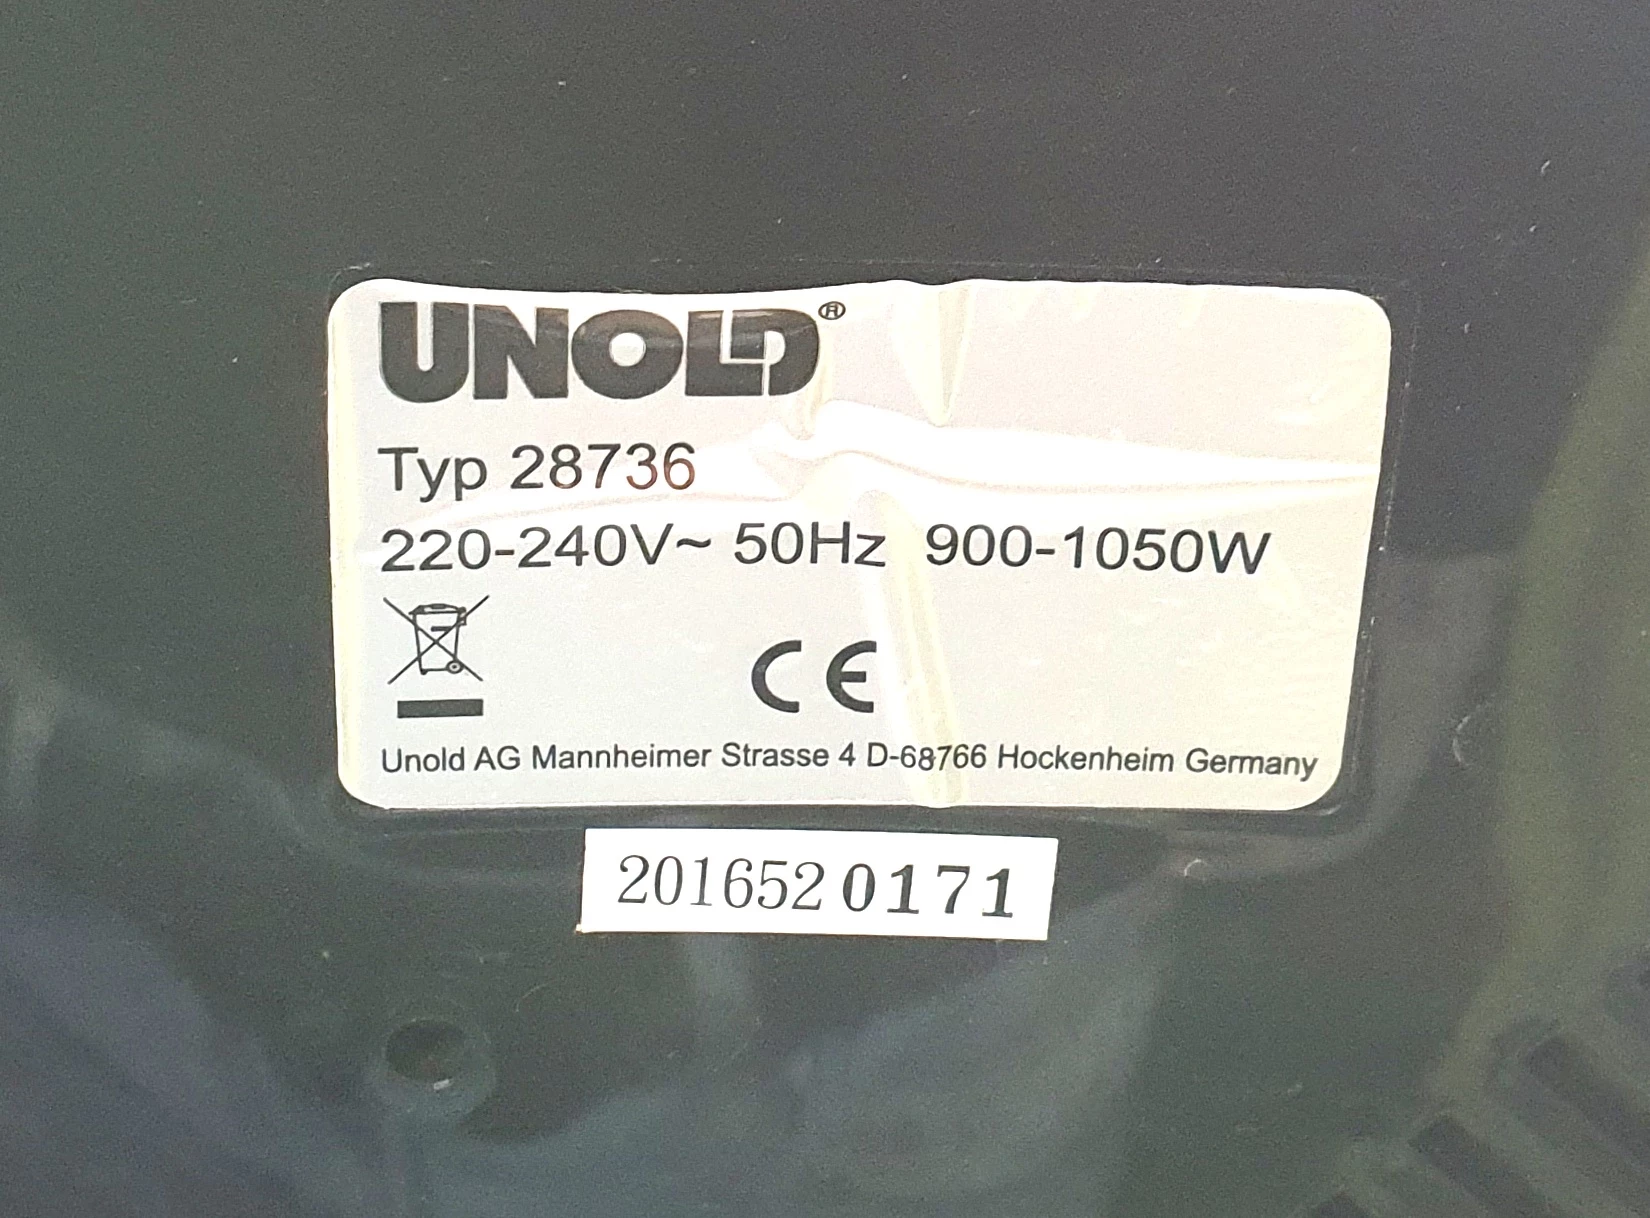 UNOLD®
Typ 28736
220-240V~ 50Hz 900-1050W
CE
Unold AG Mannheimer Strasse 4 D-68766 Hockenheim Germany
2016520171